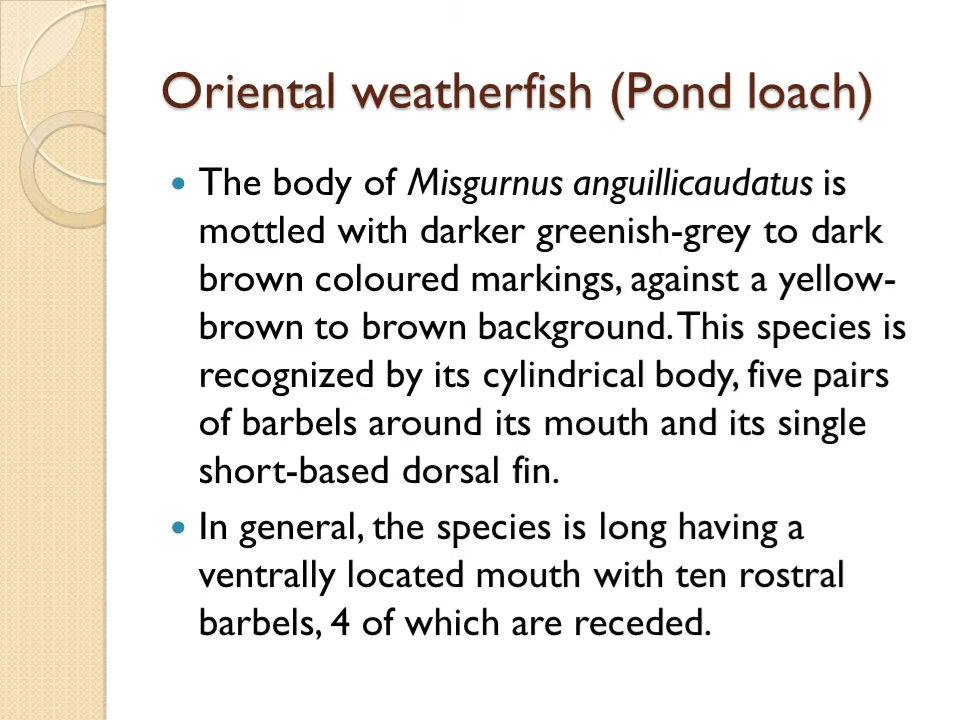 Oriental weatherfish (Pond loach)
The body of Misgurnus anguillicaudatus is
mottled with darker greenish-grey to dark
brown coloured markings, against a yellow-
brown to brown background. This species is
recognized by its cylindrical body, five pairs
of barbels around its mouth and its single
short-based dorsal fin.
In general, the species is long having a
ventrally located mouth with ten rostral
barbels, 4 of which are receded.